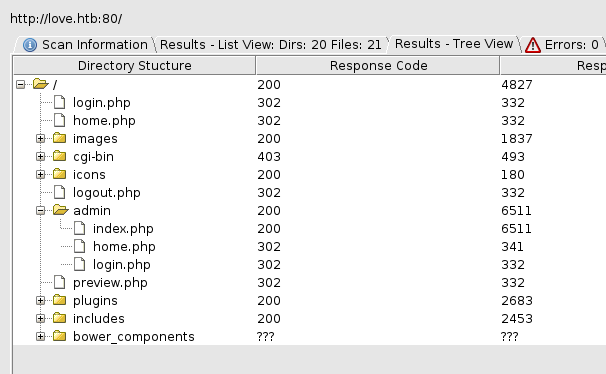 http://love.htb:80/
Scan Information Results - List View: Dirs: 20 Files: 21 Results - Tree View Errors: 0
Directory Stucture Response Code Resp
/ 200 4827
login.php 302 332
home.php 302 332
images 200 1837
cgi-bin 403 493
icons 200 180
logout.php 302 332
admin 200 6511
index.php 200 6511
home.php 302 341
login.php 302 332
preview.php 302 332
plugins 200 2683
includes 200 2453
bower_components ??? ???